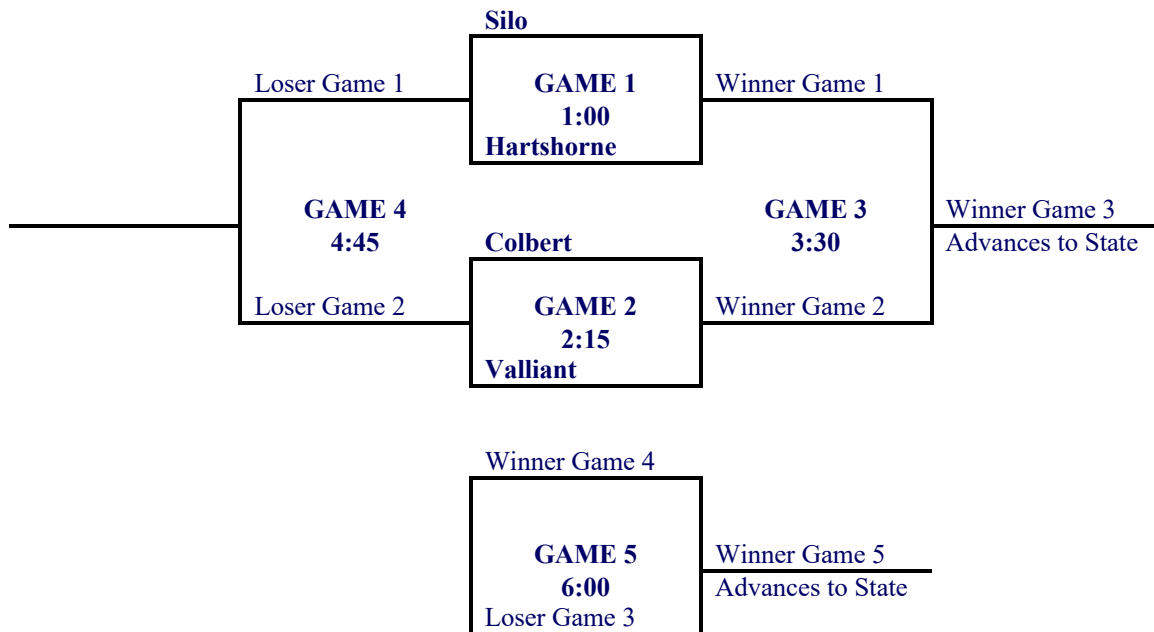 Silo
Loser Game 1
GAME 1
Winner Game 1
1:00
Hartshorne
GAME 4
GAME 3
Winner Game 3
4:45
Colbert
3:30
Advances to State
Loser Game 2
GAME 2
Winner Game 2
2:15
Valliant
Winner Game 4
GAME 5
Winner Game 5
6:00
Advances to State
Loser Game 3